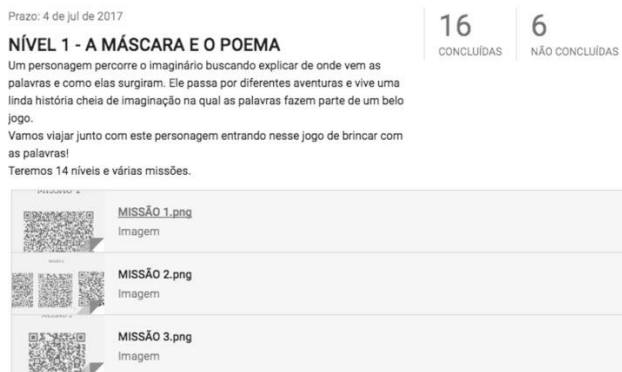 Prazo: 4 de jul de 2017
16
6
CONCLUÍDAS
NÃO CONCLUÍDAS
NÍVEL 1 - A MÁSCARA E O POEMA
Um personagem percorre o imaginário buscando explicar de onde vem as
palavras e como elas surgiram. Ele passa por diferentes aventuras e vive uma
linda história cheia de imaginação na qual as palavras fazem parte de um belo
jogo.
Vamos viajar junto com este personagem entrando nesse jogo de brincar com
as palavras!
Teremos 14 níveis e várias missões.
MISSÃO 1.png
Imagem
MISSÃO 2.png
Imagem
MISSÃO 3.png
Imagem